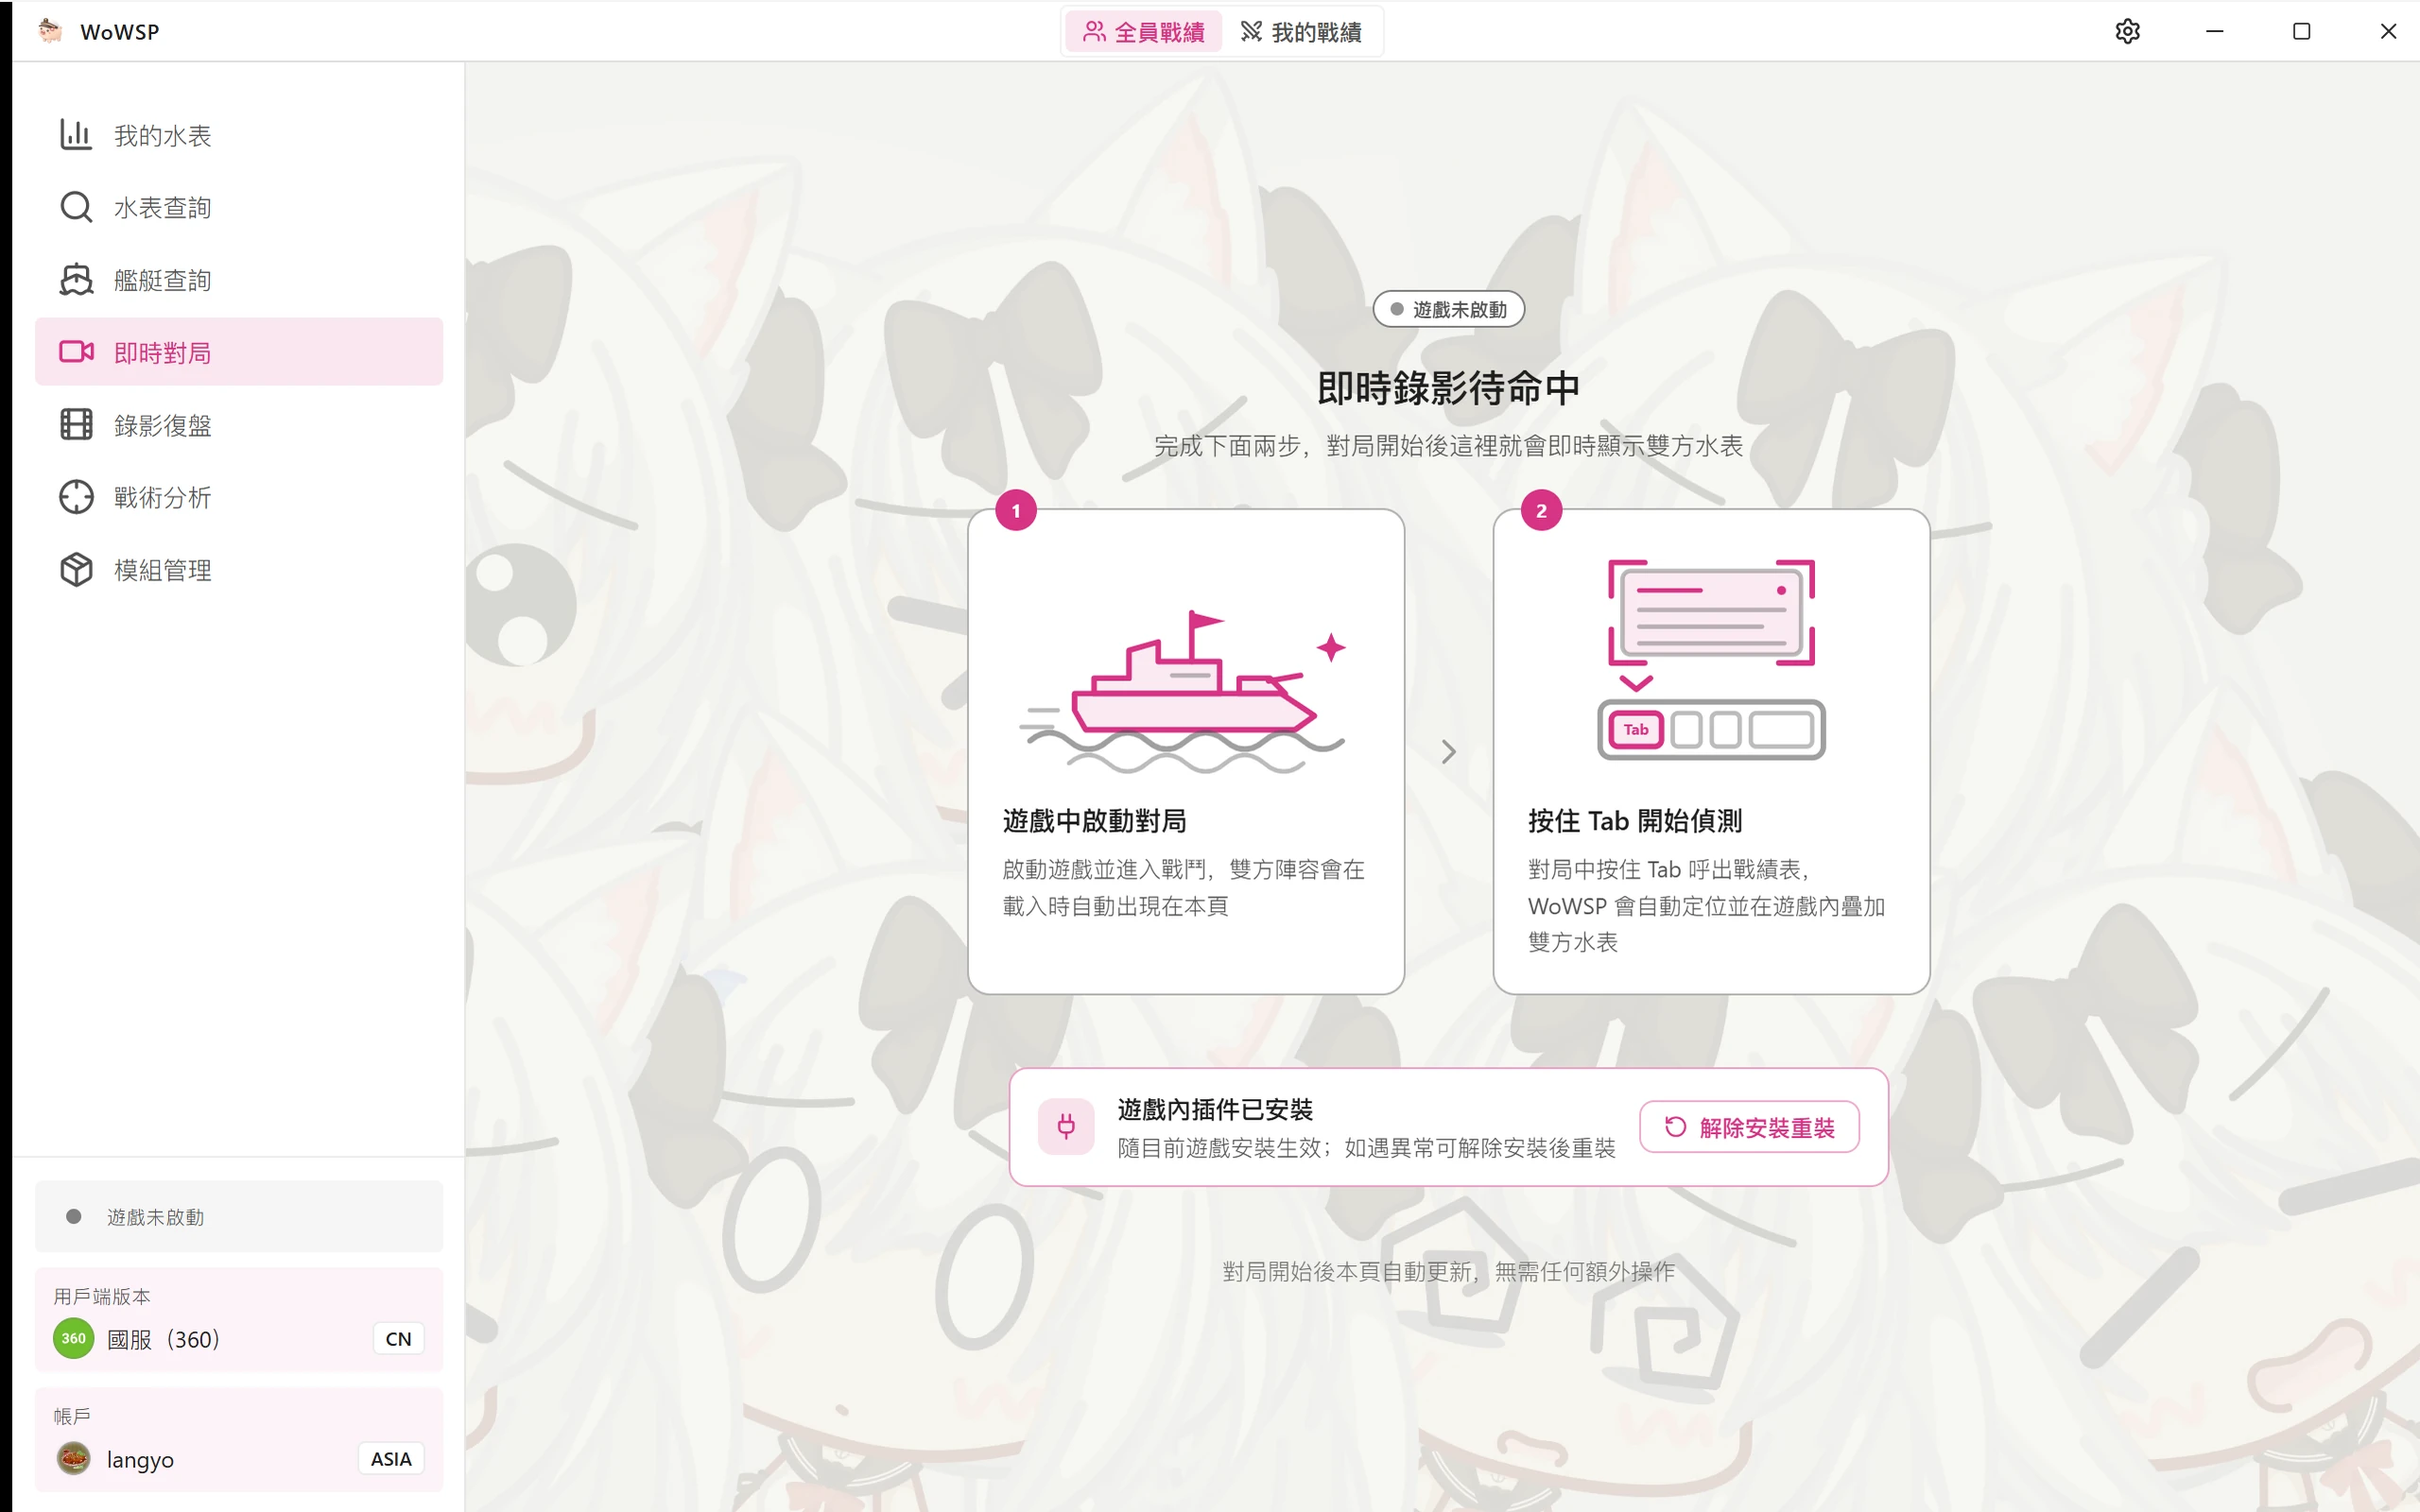 WoWSP
全員戰績
我的戰績
我的水表
水表查詢
艦艇查詢
即時對局
錄影復盤
戰術分析
模組管理
遊戲未啟動
用戶端版本
360
國服（360）
CN
帳戶
langyo
ASIA
遊戲未啟動
即時錄影待命中
完成下面兩步，對局開始後這裡就會即時顯示雙方水表
1
遊戲中啟動對局
啟動遊戲並進入戰鬥，雙方陣容會在
載入時自動出現在本頁
2
Tab
按住 Tab 開始偵測
對局中按住 Tab 呼出戰績表，
WoWSP 會自動定位並在遊戲內疊加
雙方水表
遊戲內插件已安裝
隨目前遊戲安裝生效；如遇異常可解除安裝後重裝
解除安裝重裝
對局開始後本頁自動更新，無需任何額外操作